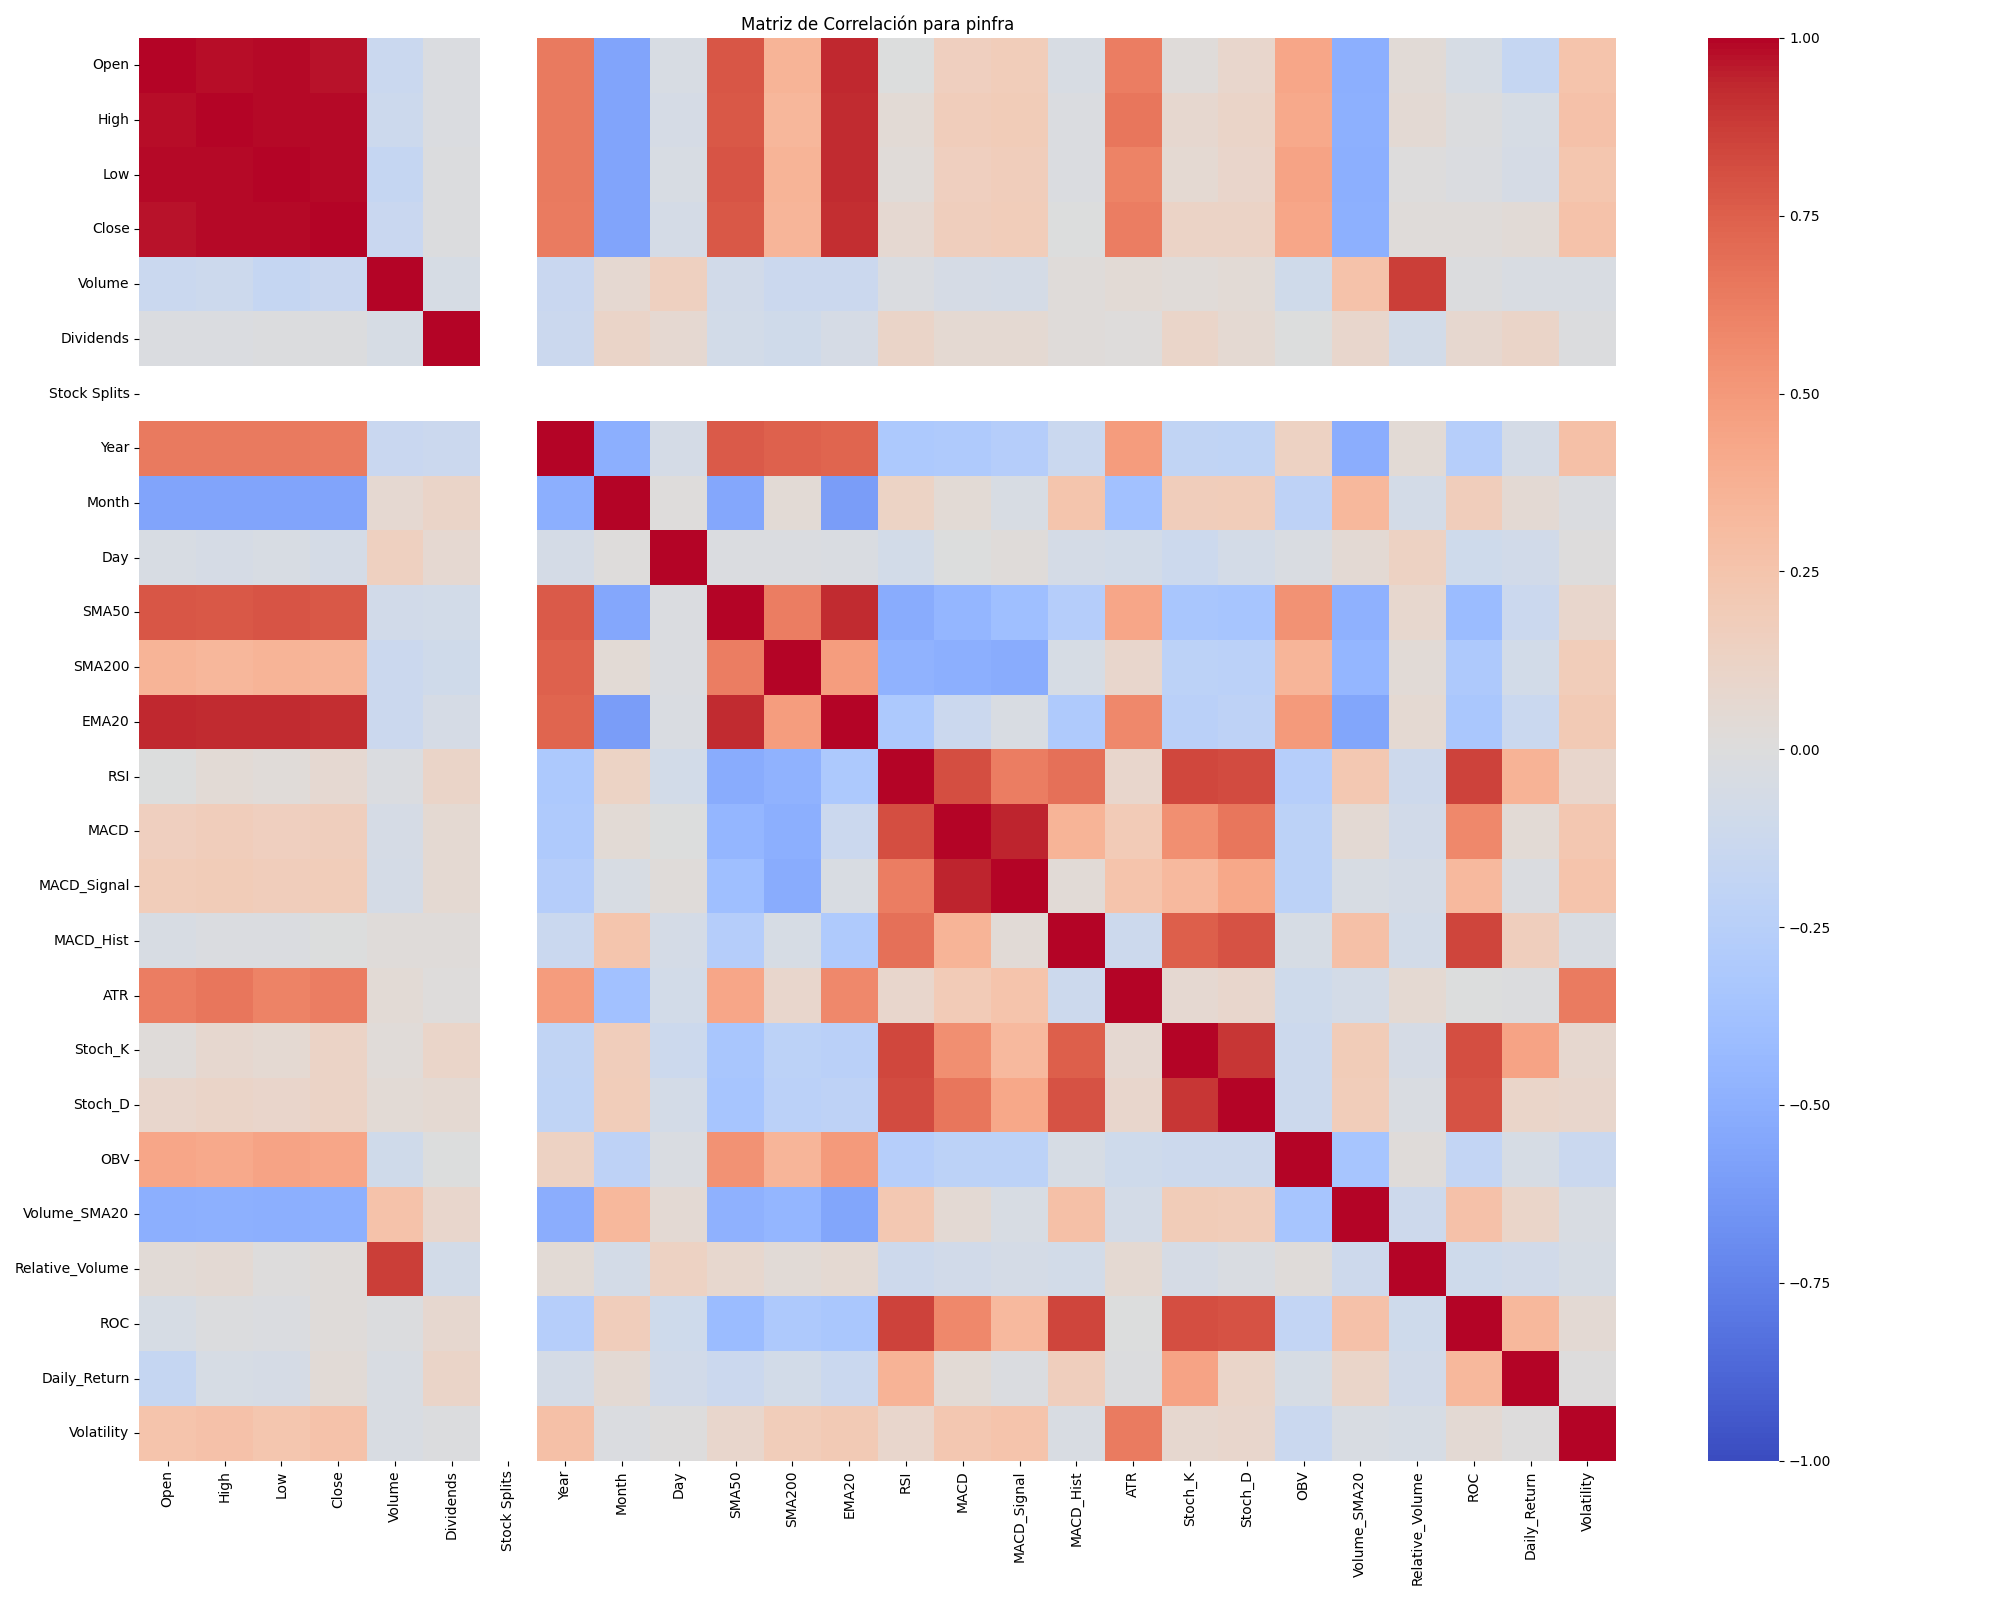 Matriz de Correlación para pinfra
Open
High
Low
Close
Volume
Dividends
Stock Splits
Year
Month
Day
SMA50
SMA200
EMA20
RSI
MACD
MACD_Signal
MACD_Hist
ATR
Stoch_K
Stoch_D
OBV
Volume_SMA20
Relative_Volume
ROC
Daily_Return
Volatility
Open
High
Low
Close
Volume
Dividends
Stock Splits
Year
Month
Day
SMA50
SMA200
EMA20
RSI
MACD
MACD_Signal
MACD_Hist
ATR
Stoch_K
Stoch_D
OBV
Volume_SMA20
Relative_Volume
ROC
Daily_Return
Volatility
1.00
0.75
0.50
0.25
0.00
−0.25
−0.50
−0.75
−1.00